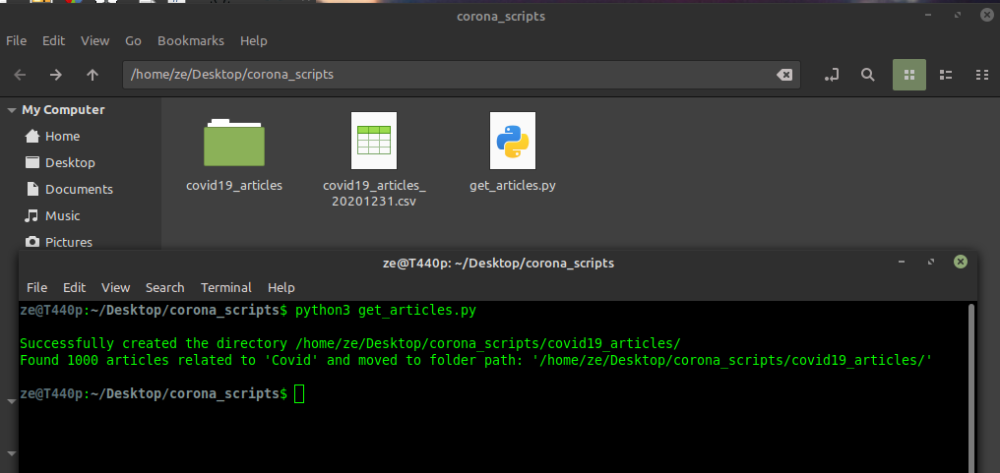 corona_scripts
File Edit View Go Bookmarks Help
/home/ze/Desktop/corona_scripts
My Computer
Home
Desktop
Documents
Music
Pictures
covid19_articles
covid19_articles_
20201231.csv
get_articles.py
ze@T440p: ~/Desktop/corona_scripts
File Edit View Search Terminal Help
ze@T440p:~/Desktop/corona_scripts$ python3 get_articles.py
Successfully created the directory /home/ze/Desktop/corona_scripts/covid19_articles/
Found 1000 articles related to 'Covid' and moved to folder path: '/home/ze/Desktop/corona_scripts/covid19_articles/'
ze@T440p:~/Desktop/corona_scripts$